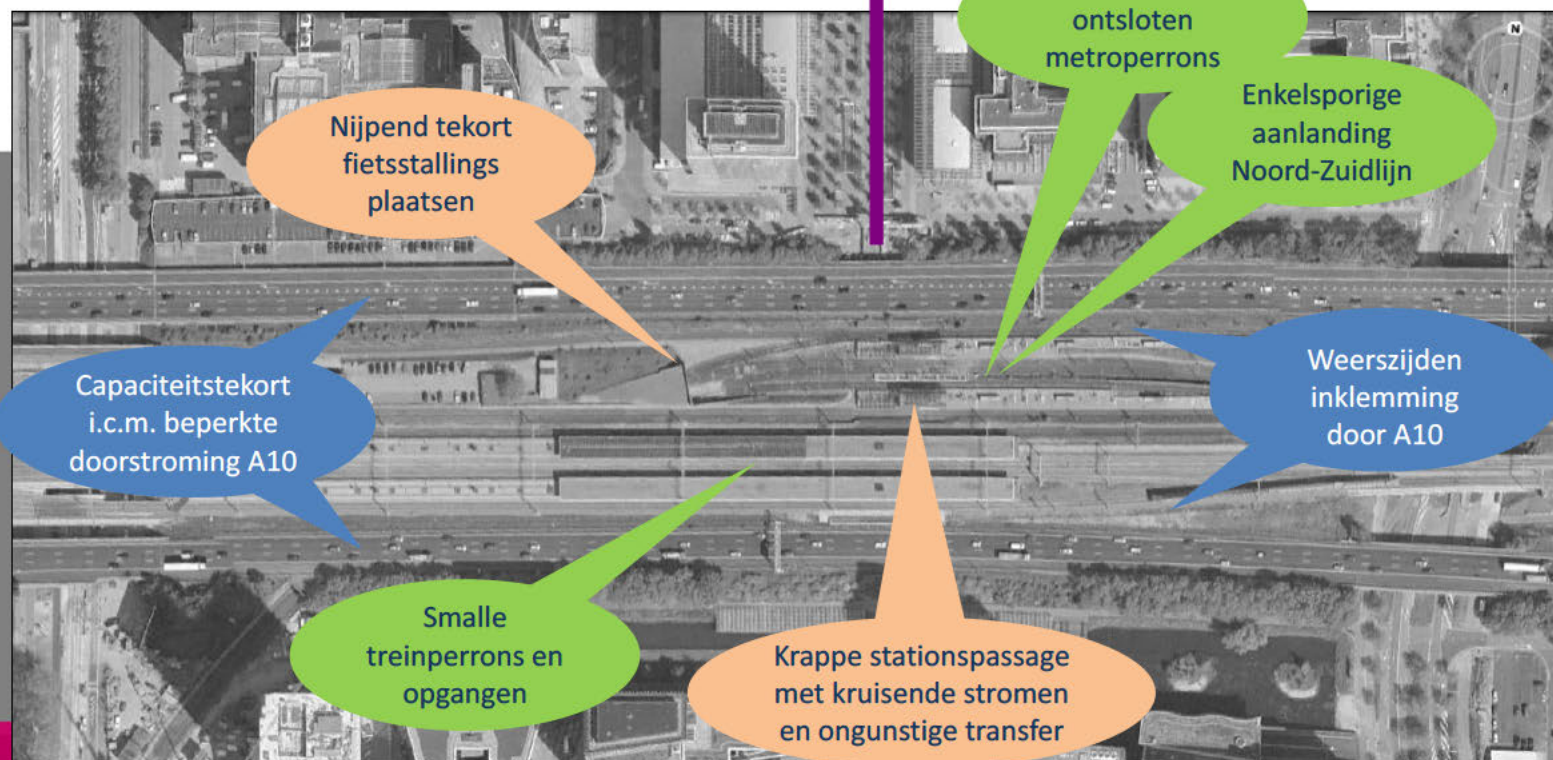 ontsloten
metroperrons
N
Enkelsporige
aanlanding
Noord-Zuidlijn
Nijpend tekort
fietsstallings
plaatsen
Capaciteitstekort
i.c.m. beperkte
doorstroming A10
Weerszijden
inklemming
door A10
Smalle
treinperrons en
opgangen
Krappe stationspassage
met kruisende stromen
en ongunstige transfer